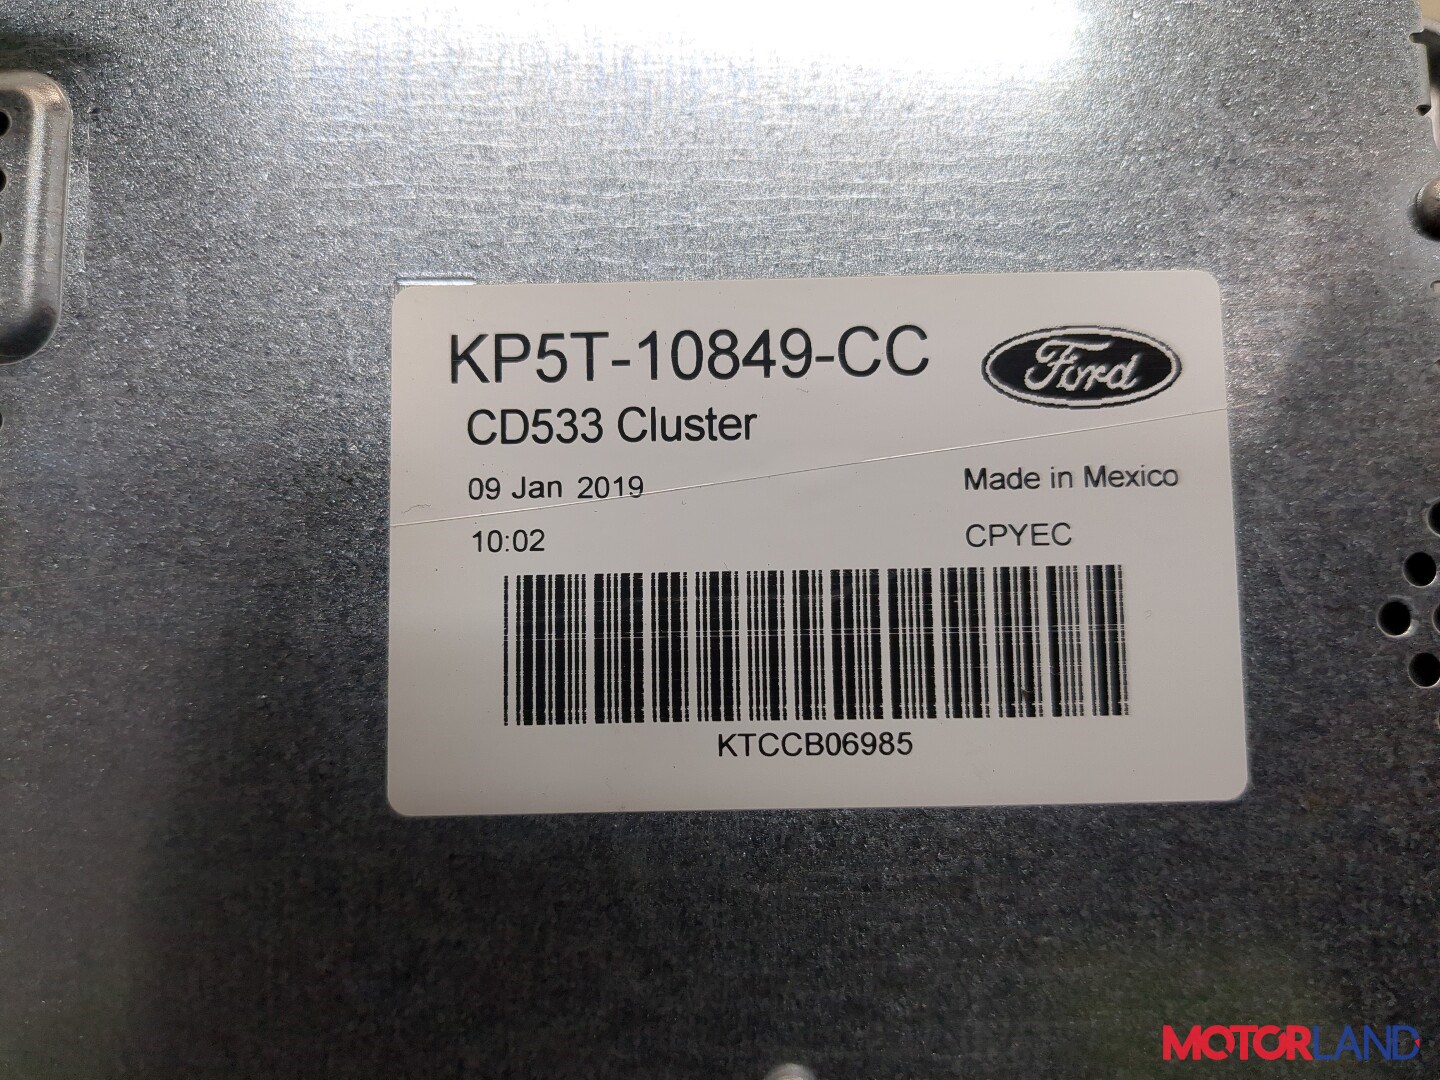 KP5T-10849-CC
Ford
CD533 Cluster
09 Jan 2019
Made in Mexico
10:02
CPYEC
KTCCB06985
MOTORLAND